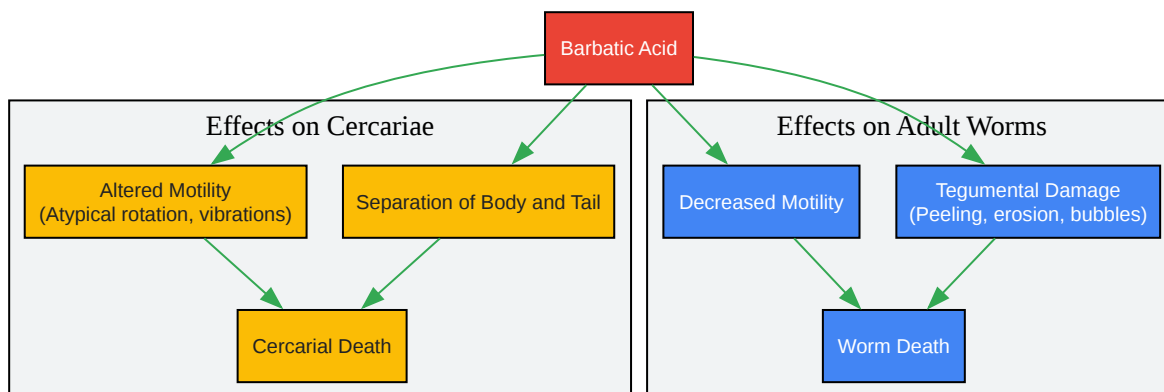 Barbatic Acid
Effects on Cercariae
Effects on Adult Worms
Altered Motility
(Atypical rotation, vibrations)
Separation of Body and Tail
Decreased Motility
Tegumental Damage
(Peeling, erosion, bubbles)
Cercarial Death
Worm Death